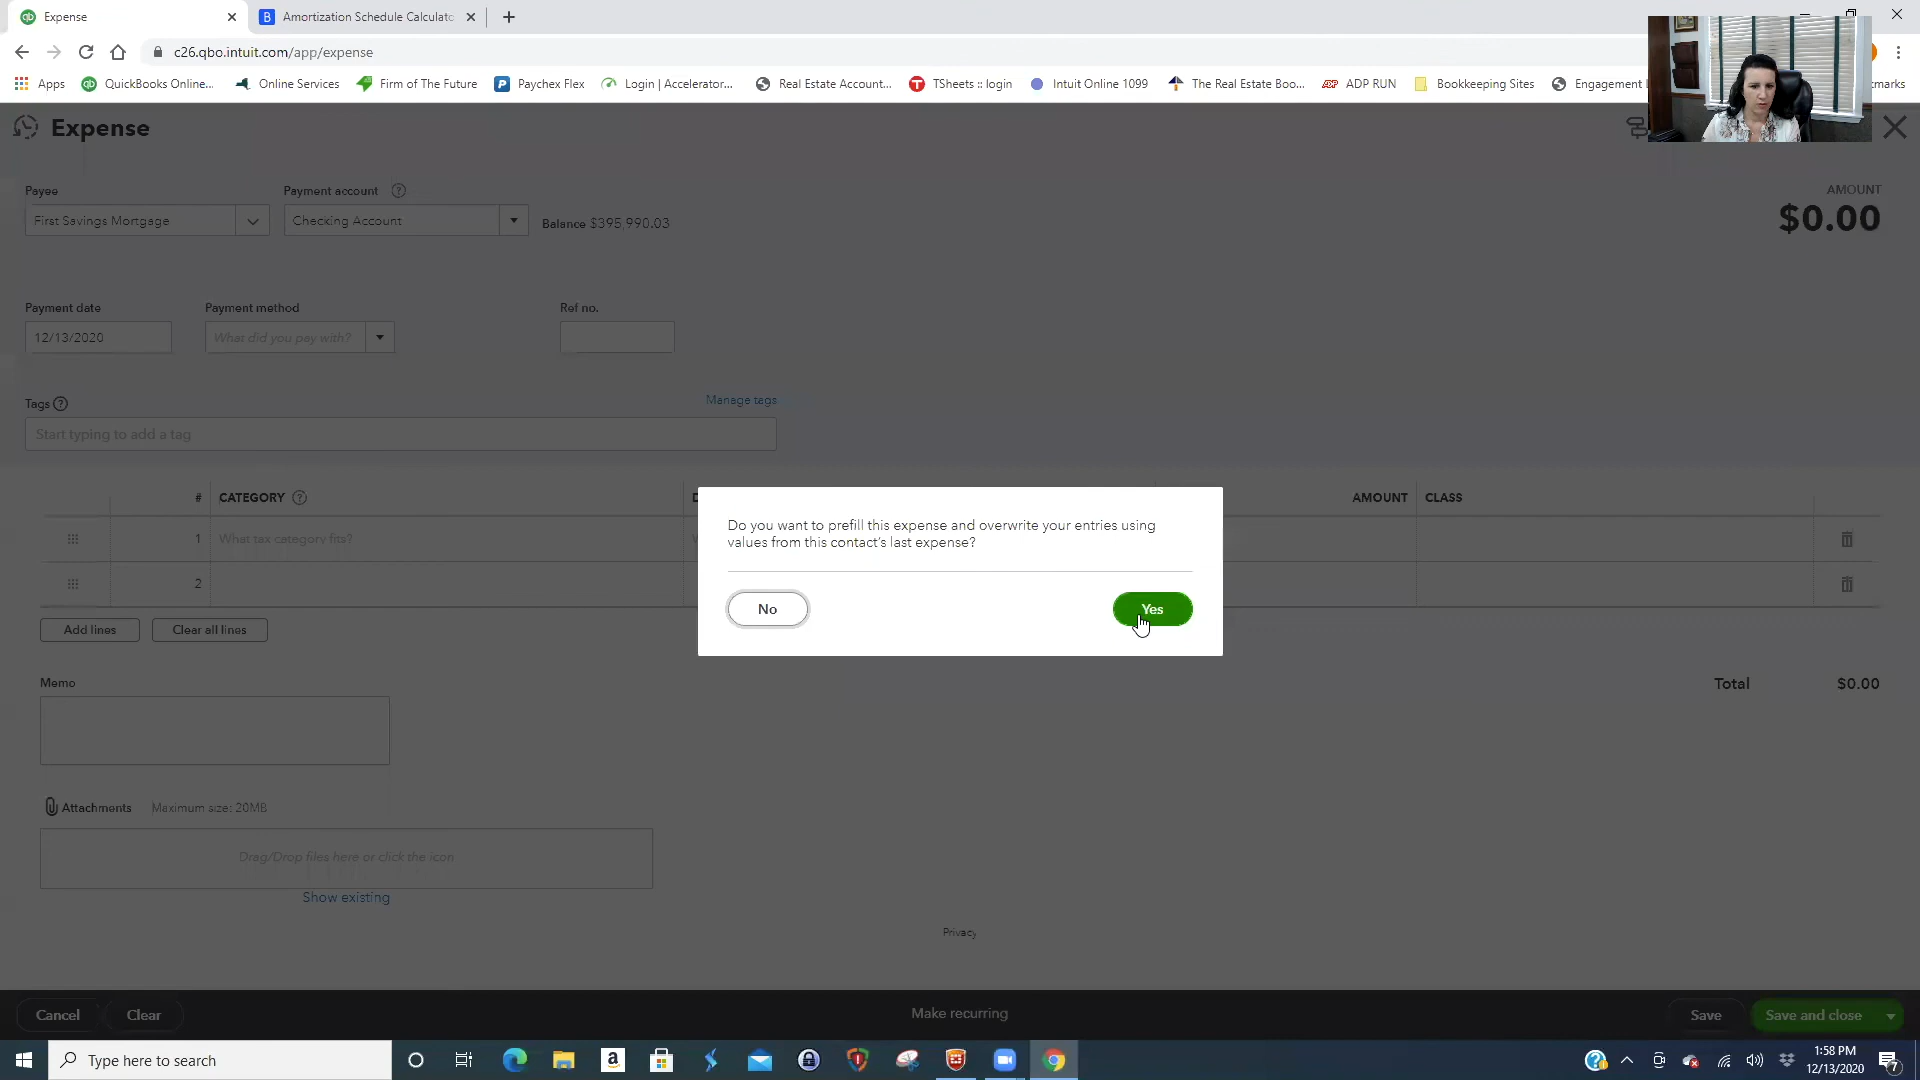 Expense
Amortization Schedule Calculato
c26.qbo.intuit.com/app/expense
Apps
QuickBooks Online...
Online Services
Firm of The Future
Paychex Flex
Login | Accelerator...
Real Estate Account...
TSheets :: login
Intuit Online 1099
The Real Estate Boo...
ADP RUN
Bookkeeping Sites
Engagement
marks
Expense
Payee
Payment account
AMOUNT
First Savings Mortgage
Checking Account
Balance $395,990.03
$0.00
Payment date
Payment method
Ref no.
12/13/2020
What did you pay with?
Tags
Manage tags
Start typing to add a tag
# CATEGORY
AMOUNT
CLASS
1 What tax category fits?
2
Do you want to prefill this expense and overwrite your entries using
values from this contact's last expense?
No
Yes
Add lines
Clear all lines
Memo
Total
$0.00
Attachments
Maximum size: 20MB
Drag/Drop files here or click the icon
Show existing
Privacy
Cancel
Clear
Make recurring
Save
Save and close
Type here to search
1:58 PM
12/13/2020
7